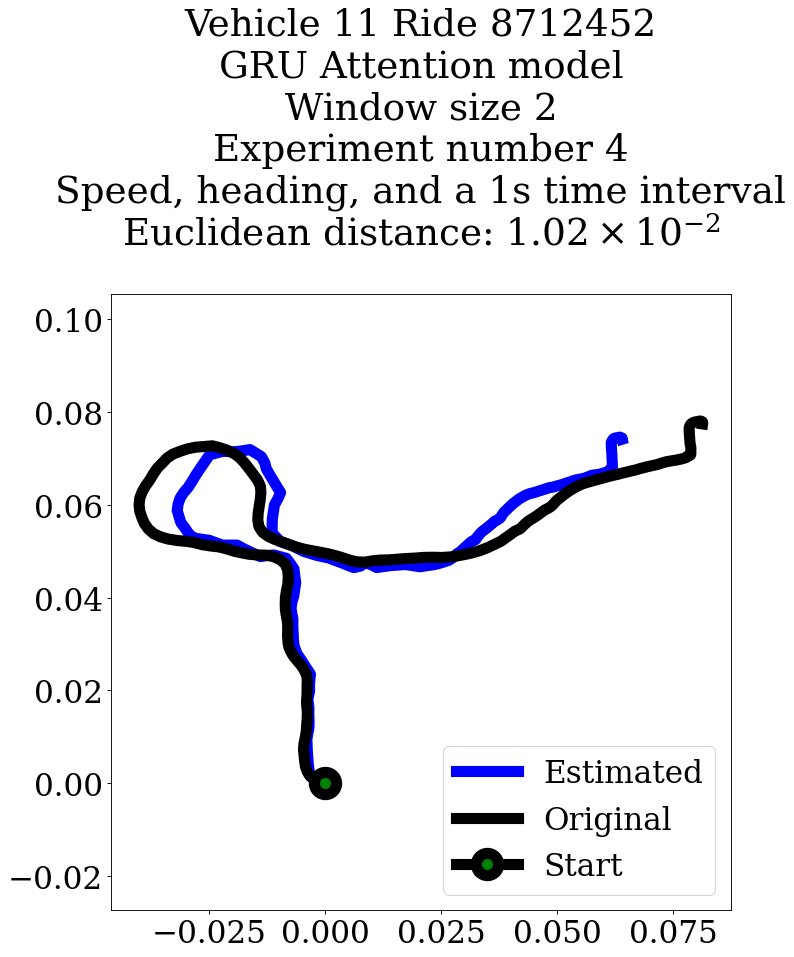 Vehicle 11 Ride 8712452
GRU Attention model
Window size 2
Experiment number 4
Speed, heading, and a 1s time interval
Euclidean distance: 1.02 × 10⁻²
0.10
0.08
0.06
0.04
0.02
0.00
−0.02
Estimated
Original
Start
−0.025 0.000 0.025 0.050 0.075